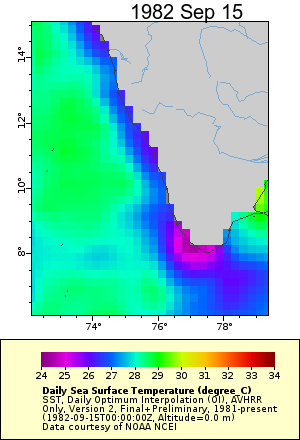 1982 Sep 15
14°
12°
10°
8°
74° 76° 78°
24 25 26 27 28 29 30 31 32 33 34
Daily Sea Surface Temperature (degree_C)
SST, Daily Optimum Interpolation (OI), AVHRR
Only, Version 2, Final+Preliminary, 1981-present
(1982-09-15T00:00:00Z, Altitude=0.0 m)
Data courtesy of NOAA NCEI